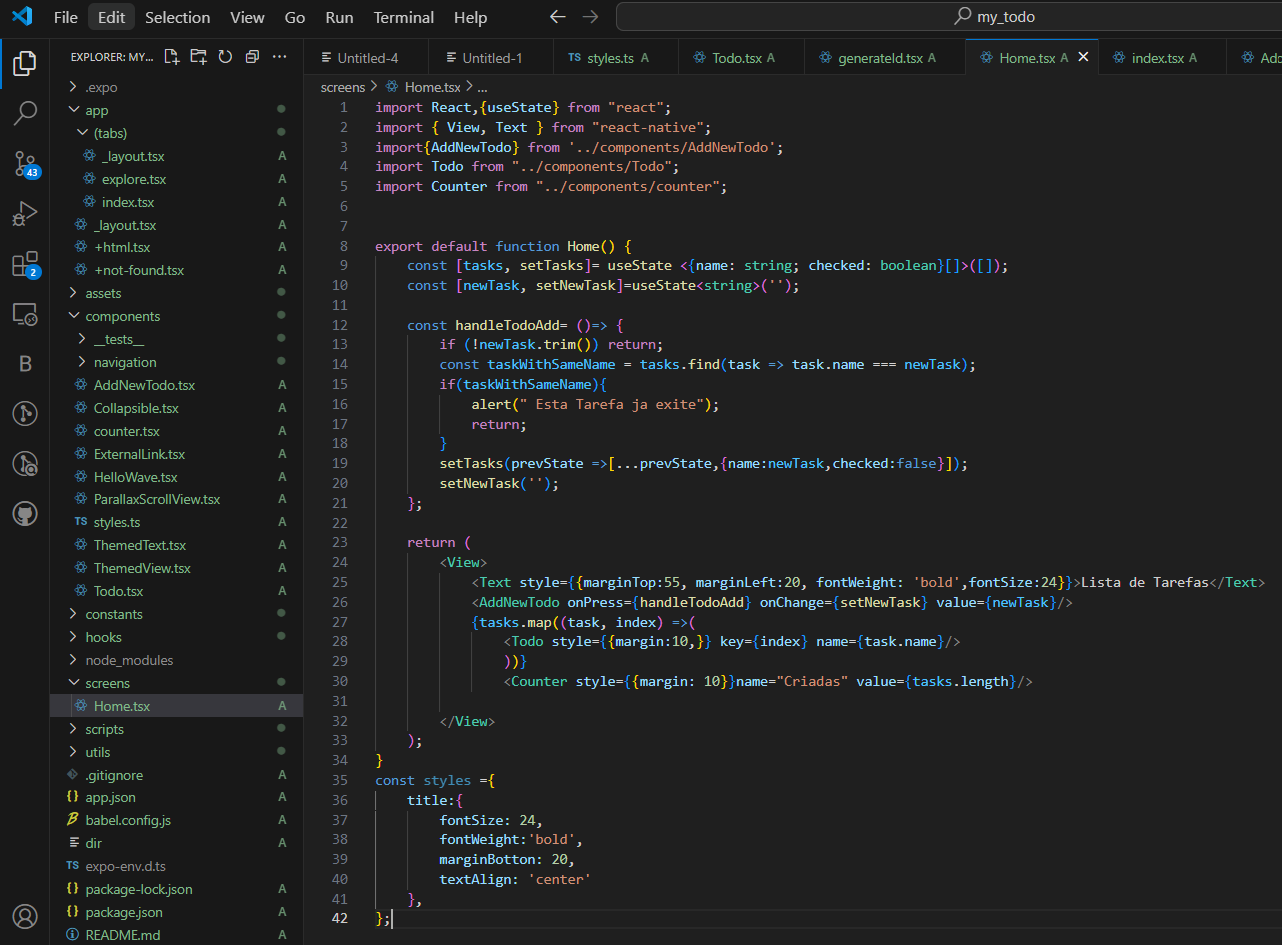 File Edit Selection View Go Run Terminal Help my_todo
EXPLORER: MY...
.expo
app
(tabs)
_layout.tsx A
explore.tsx A
index.tsx A
_layout.tsx A
+html.tsx A
+not-found.tsx A
assets
components
__tests__
navigation
AddNewTodo.tsx A
Collapsible.tsx A
counter.tsx A
ExternalLink.tsx A
HelloWave.tsx A
ParallaxScrollView.tsx A
TS styles.ts A
ThemedText.tsx A
ThemedView.tsx A
Todo.tsx A
constants
hooks
node_modules
screens
Home.tsx A
scripts
utils
.gitignore A
{} app.json A
babel.config.js A
dir A
TS expo-env.d.ts
{} package-lock.json A
{} package.json A
README.md A
43
2
B
Untitled-4
Untitled-1
TS styles.ts A
Todo.tsx A
generateId.tsx A
Home.tsx A
index.tsx A
screens > Home.tsx > ...
1 import React,{useState} from "react";
2 import { View, Text } from "react-native";
3 import{AddNewTodo} from '../components/AddNewTodo';
4 import Todo from "../components/Todo";
5 import Counter from "../components/counter";
6
7
8 export default function Home() {
9 const [tasks, setTasks]= useState <{name: string; checked: boolean}[]>([]);
10 const [newTask, setNewTask]=useState<string>('');
11
12 const handleTodoAdd= ()=> {
13 if (!newTask.trim()) return;
14 const taskWithSameName = tasks.find(task => task.name === newTask);
15 if(taskWithSameName){
16 alert(" Esta Tarefa ja exite");
17 return;
18 }
19 setTasks(prevState =>[...prevState,{name:newTask,checked:false}]);
20 setNewTask('');
21 };
22
23 return (
24 <View>
25 <Text style={{marginTop:55, marginLeft:20, fontWeight: 'bold',fontSize:24}}>Lista de Tarefas</Text>
26 <AddNewTodo onPress={handleTodoAdd} onChange={setNewTask} value={newTask}/>
27 {tasks.map((task, index) =>(
28 <Todo style={{margin:10,}} key={index} name={task.name}/>
29 ))}
30 <Counter style={{margin: 10}}name="Criadas" value={tasks.length}/>
31
32 </View>
33 );
34 }
35 const styles ={
36 title:{
37 fontSize: 24,
38 fontWeight:'bold',
39 marginBotton: 20,
40 textAlign: 'center'
41 },
42 };